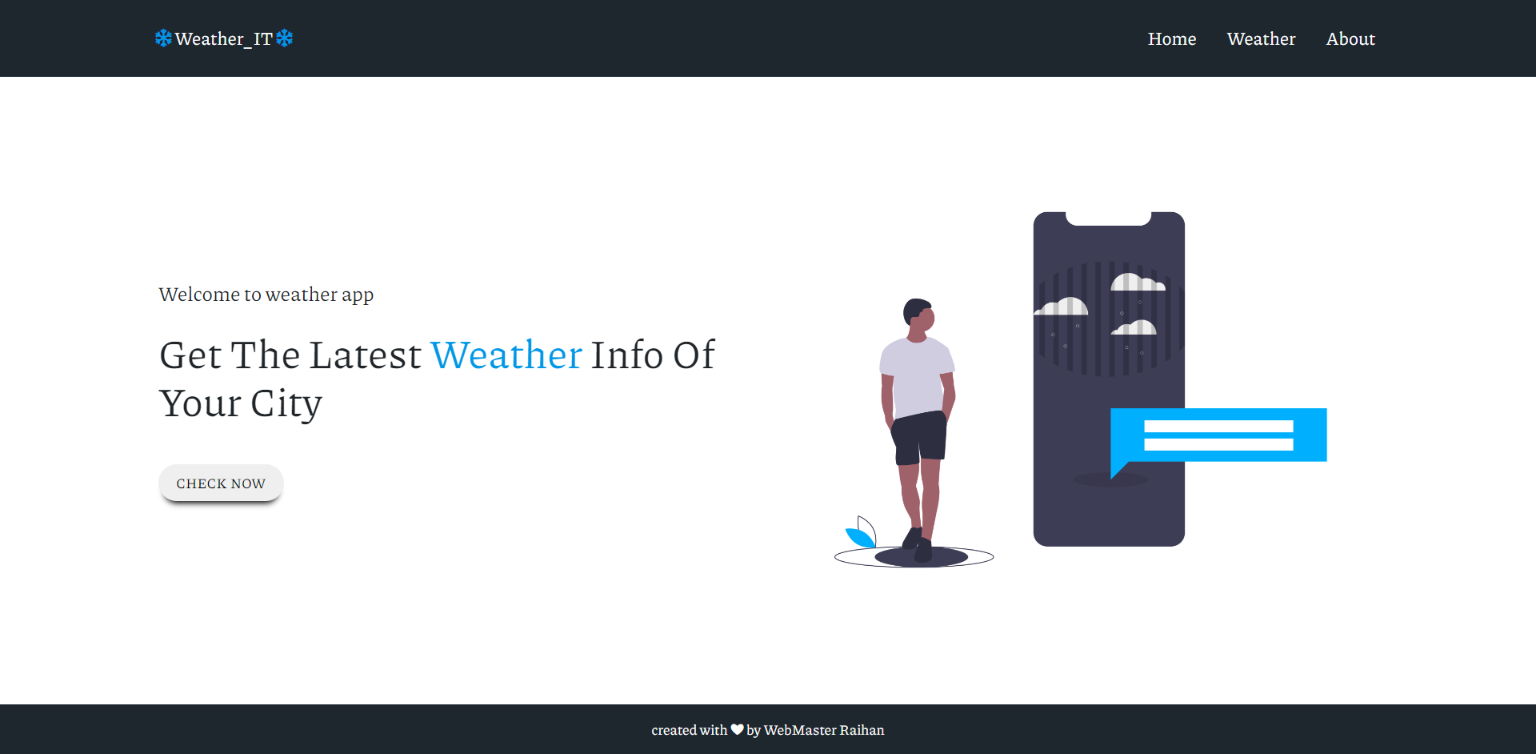 ❄Weather_IT❄
Home Weather About
Welcome to weather app
Get The Latest Weather Info Of
Your City
CHECK NOW
created with ♥ by WebMaster Raihan